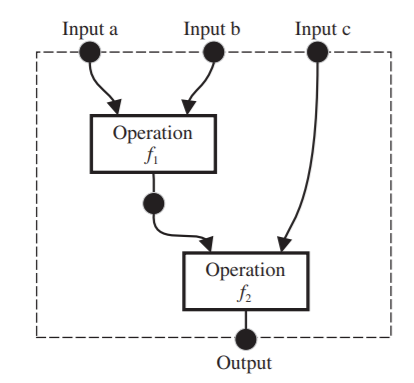 Input a
Input b
Input c
Operation
f₁
Operation
f₂
Output